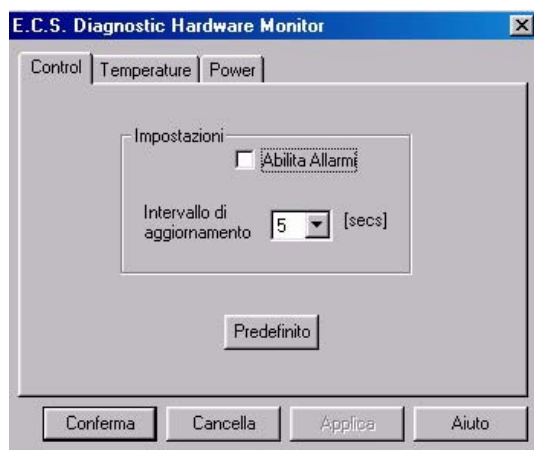 E.C.S. Diagnostic Hardware Monitor
Control Temperature Power
Impostazioni
Abilita Allarmi
Intervallo di
aggiornamento 5 [secs]
Predefinito
Conferma Cancella Applica Aiuto